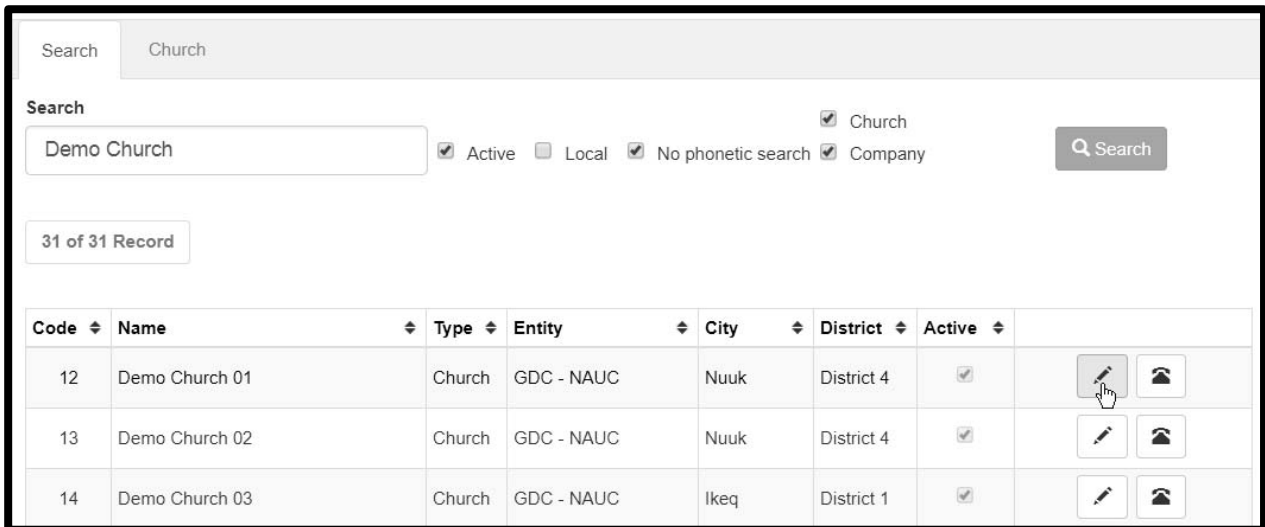 Search Church
Search
Demo Church
Active Local No phonetic search
Church
Company
Search
31 of 31 Record
Code Name Type Entity City District Active
12 Demo Church 01 Church GDC - NAUC Nuuk District 4
13 Demo Church 02 Church GDC - NAUC Nuuk District 4
14 Demo Church 03 Church GDC - NAUC Ikeq District 1